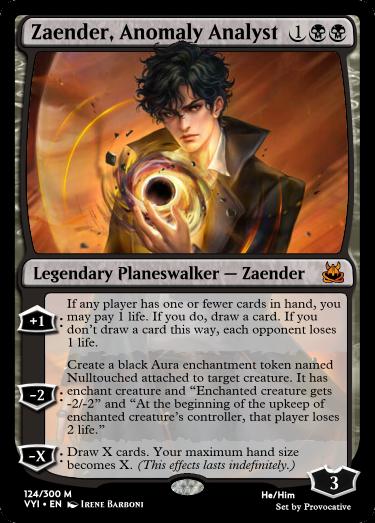 Zaender, Anomaly Analyst 1
Legendary Planeswalker — Zaender
+1: If any player has one or fewer cards in hand, you
may pay 1 life. If you do, draw a card. If you
don't draw a card this way, each opponent loses
1 life.
-2: Create a black Aura enchantment token named
Nulltouched attached to target creature. It has
enchant creature and “Enchanted creature gets
-2/-2” and “At the beginning of the upkeep of
enchanted creature's controller, that player loses
2 life.”
-X: Draw X cards. Your maximum hand size
becomes X. (This effects lasts indefinitely.)
3
124/300 M He/Him
VYI • EN Irene Barboni Set by Provocative